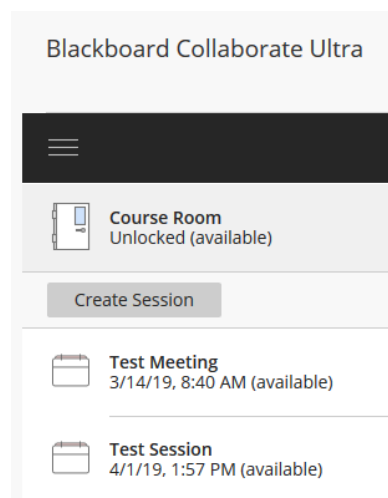 Blackboard Collaborate Ultra
Course Room
Unlocked (available)
Create Session
Test Meeting
3/14/19, 8:40 AM (available)
Test Session
4/1/19, 1:57 PM (available)